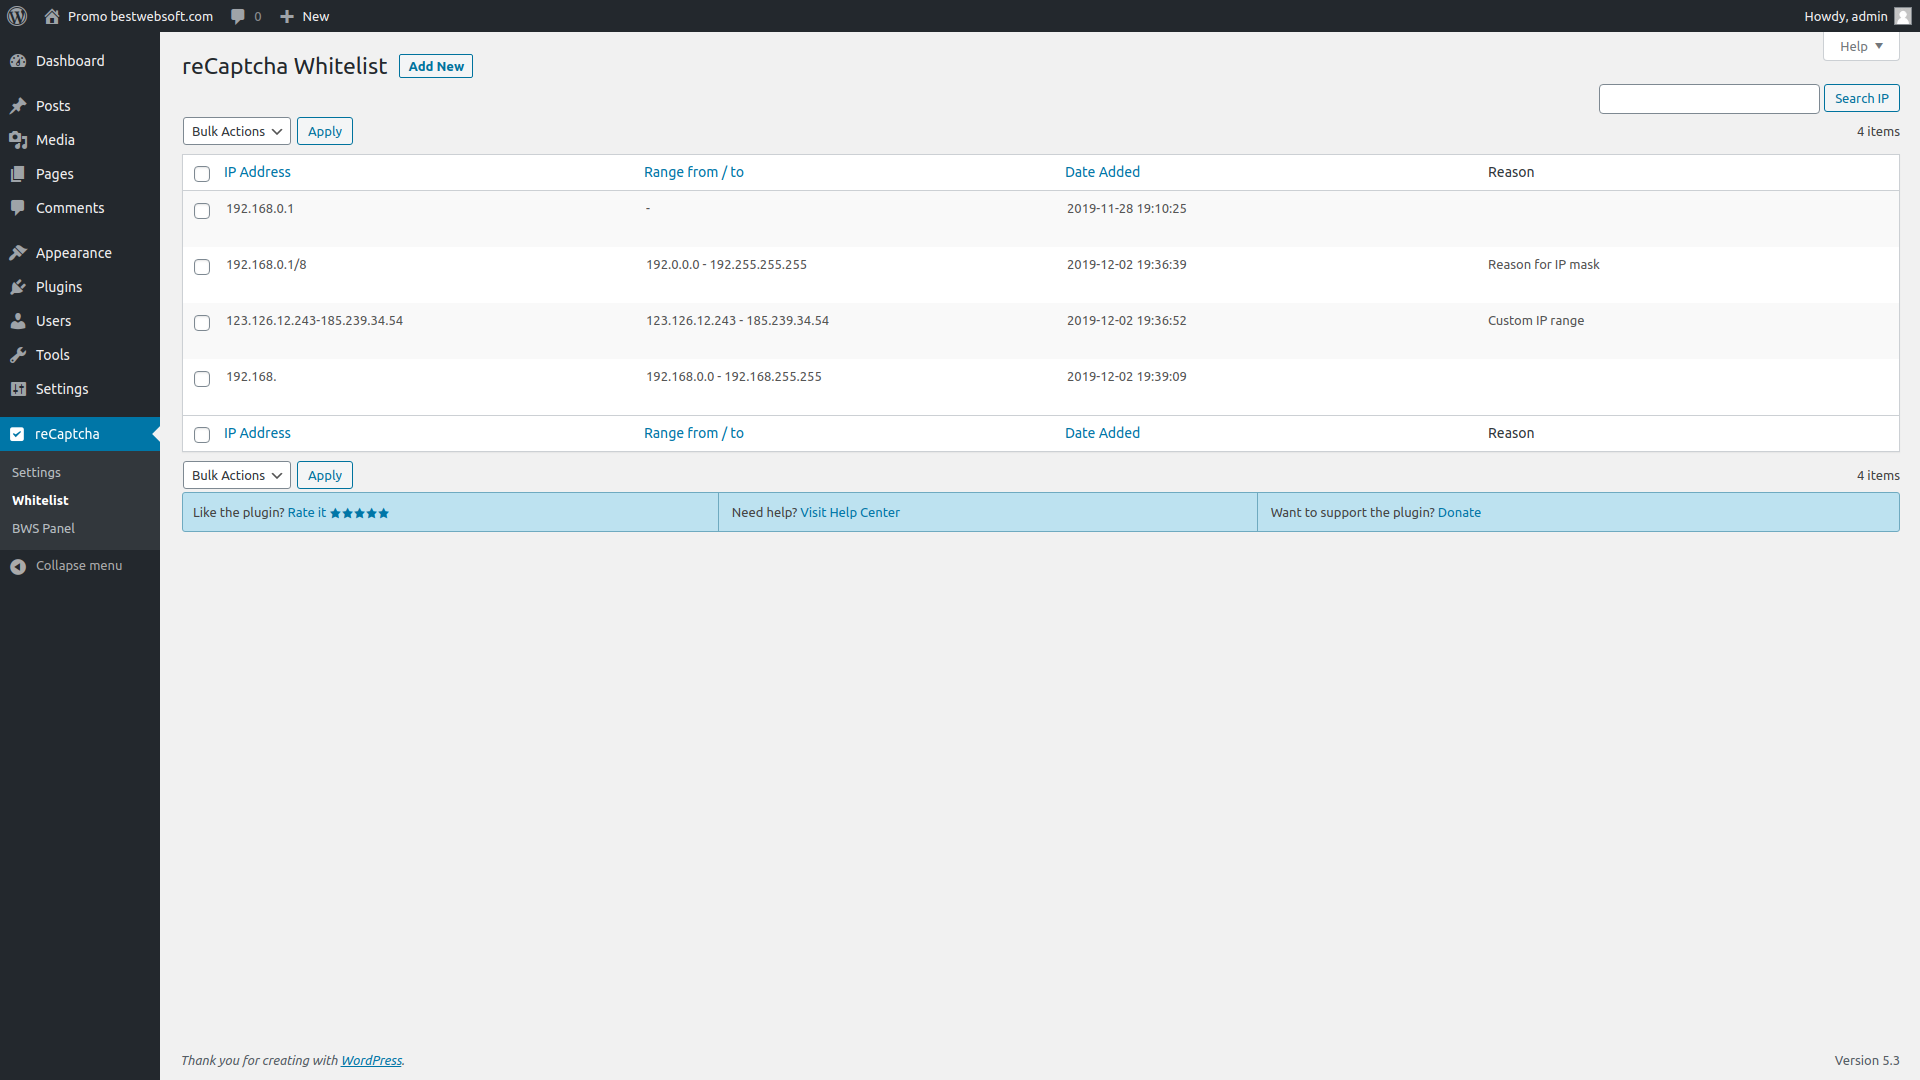 Promo bestwebsoft.com 0 New Howdy, admin
Help
Dashboard
Posts
Media
Pages
Comments
Appearance
Plugins
Users
Tools
Settings
reCaptcha
Settings
Whitelist
BWS Panel
Collapse menu
reCaptcha Whitelist Add New
Search IP
Bulk Actions Apply 4 items
IP Address Range from / to Date Added Reason
192.168.0.1 - 2019-11-28 19:10:25
192.168.0.1/8 192.0.0.0 - 192.255.255.255 2019-12-02 19:36:39 Reason for IP mask
123.126.12.243-185.239.34.54 123.126.12.243 - 185.239.34.54 2019-12-02 19:36:52 Custom IP range
192.168. 192.168.0.0 - 192.168.255.255 2019-12-02 19:39:09
IP Address Range from / to Date Added Reason
Bulk Actions Apply 4 items
Like the plugin? Rate it ★★★★★ Need help? Visit Help Center Want to support the plugin? Donate
Thank you for creating with WordPress. Version 5.3